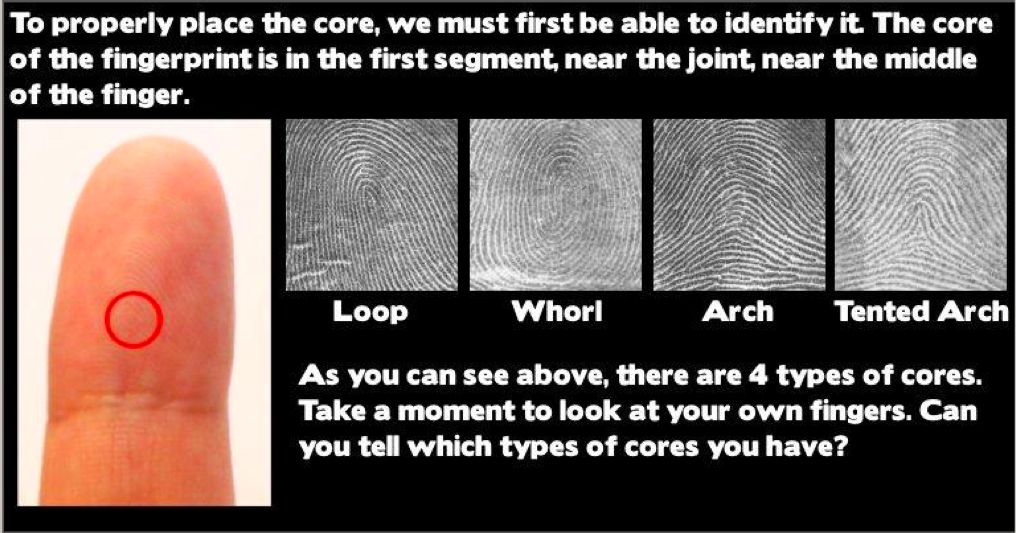 To properly place the core, we must first be able to identify it. The core
of the fingerprint is in the first segment, near the joint, near the middle
of the finger.
Loop
Whorl
Arch
Tented Arch
As you can see above, there are 4 types of cores.
Take a moment to look at your own fingers. Can
you tell which types of cores you have?